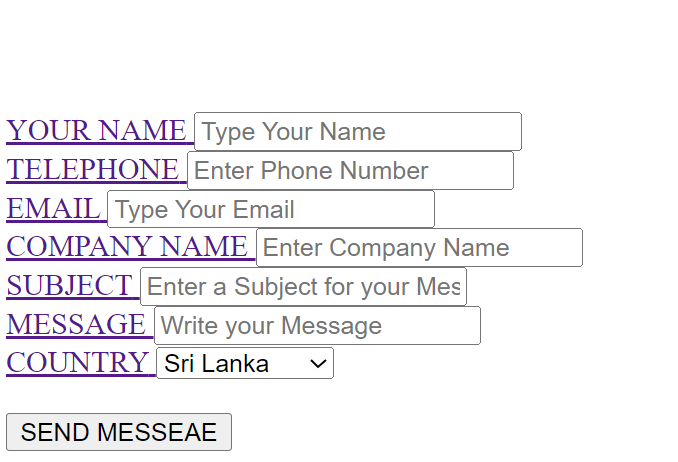 YOUR NAME Type Your Name
TELEPHONE Enter Phone Number
EMAIL Type Your Email
COMPANY NAME Enter Company Name
SUBJECT Enter a Subject for your Mes
MESSAGE Write your Message
COUNTRY Sri Lanka
SEND MESSEAE